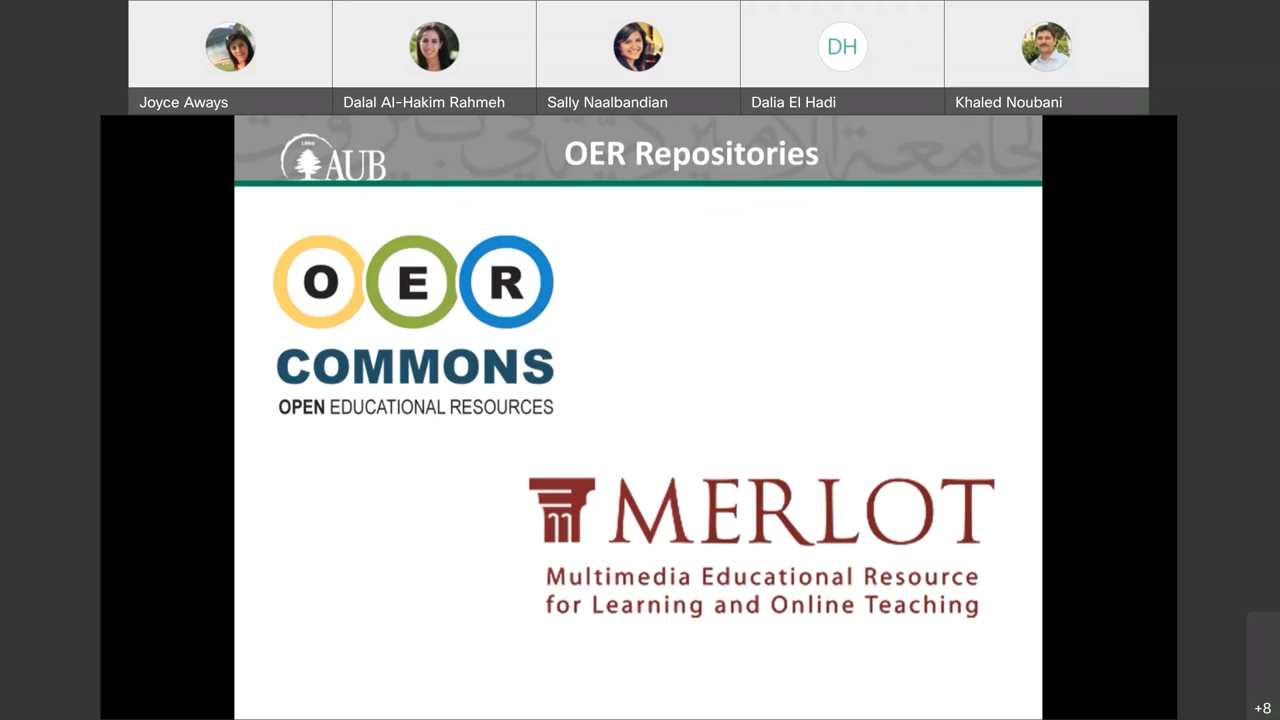 DH
Joyce Aways
Dalal Al-Hakim Rahmeh
Sally Naalbandian
Dalia El Hadi
Khaled Noubani
1866
AUB
OER Repositories
O E R
COMMONS
OPEN EDUCATIONAL RESOURCES
MERLOT
Multimedia Educational Resource
for Learning and Online Teaching
+8